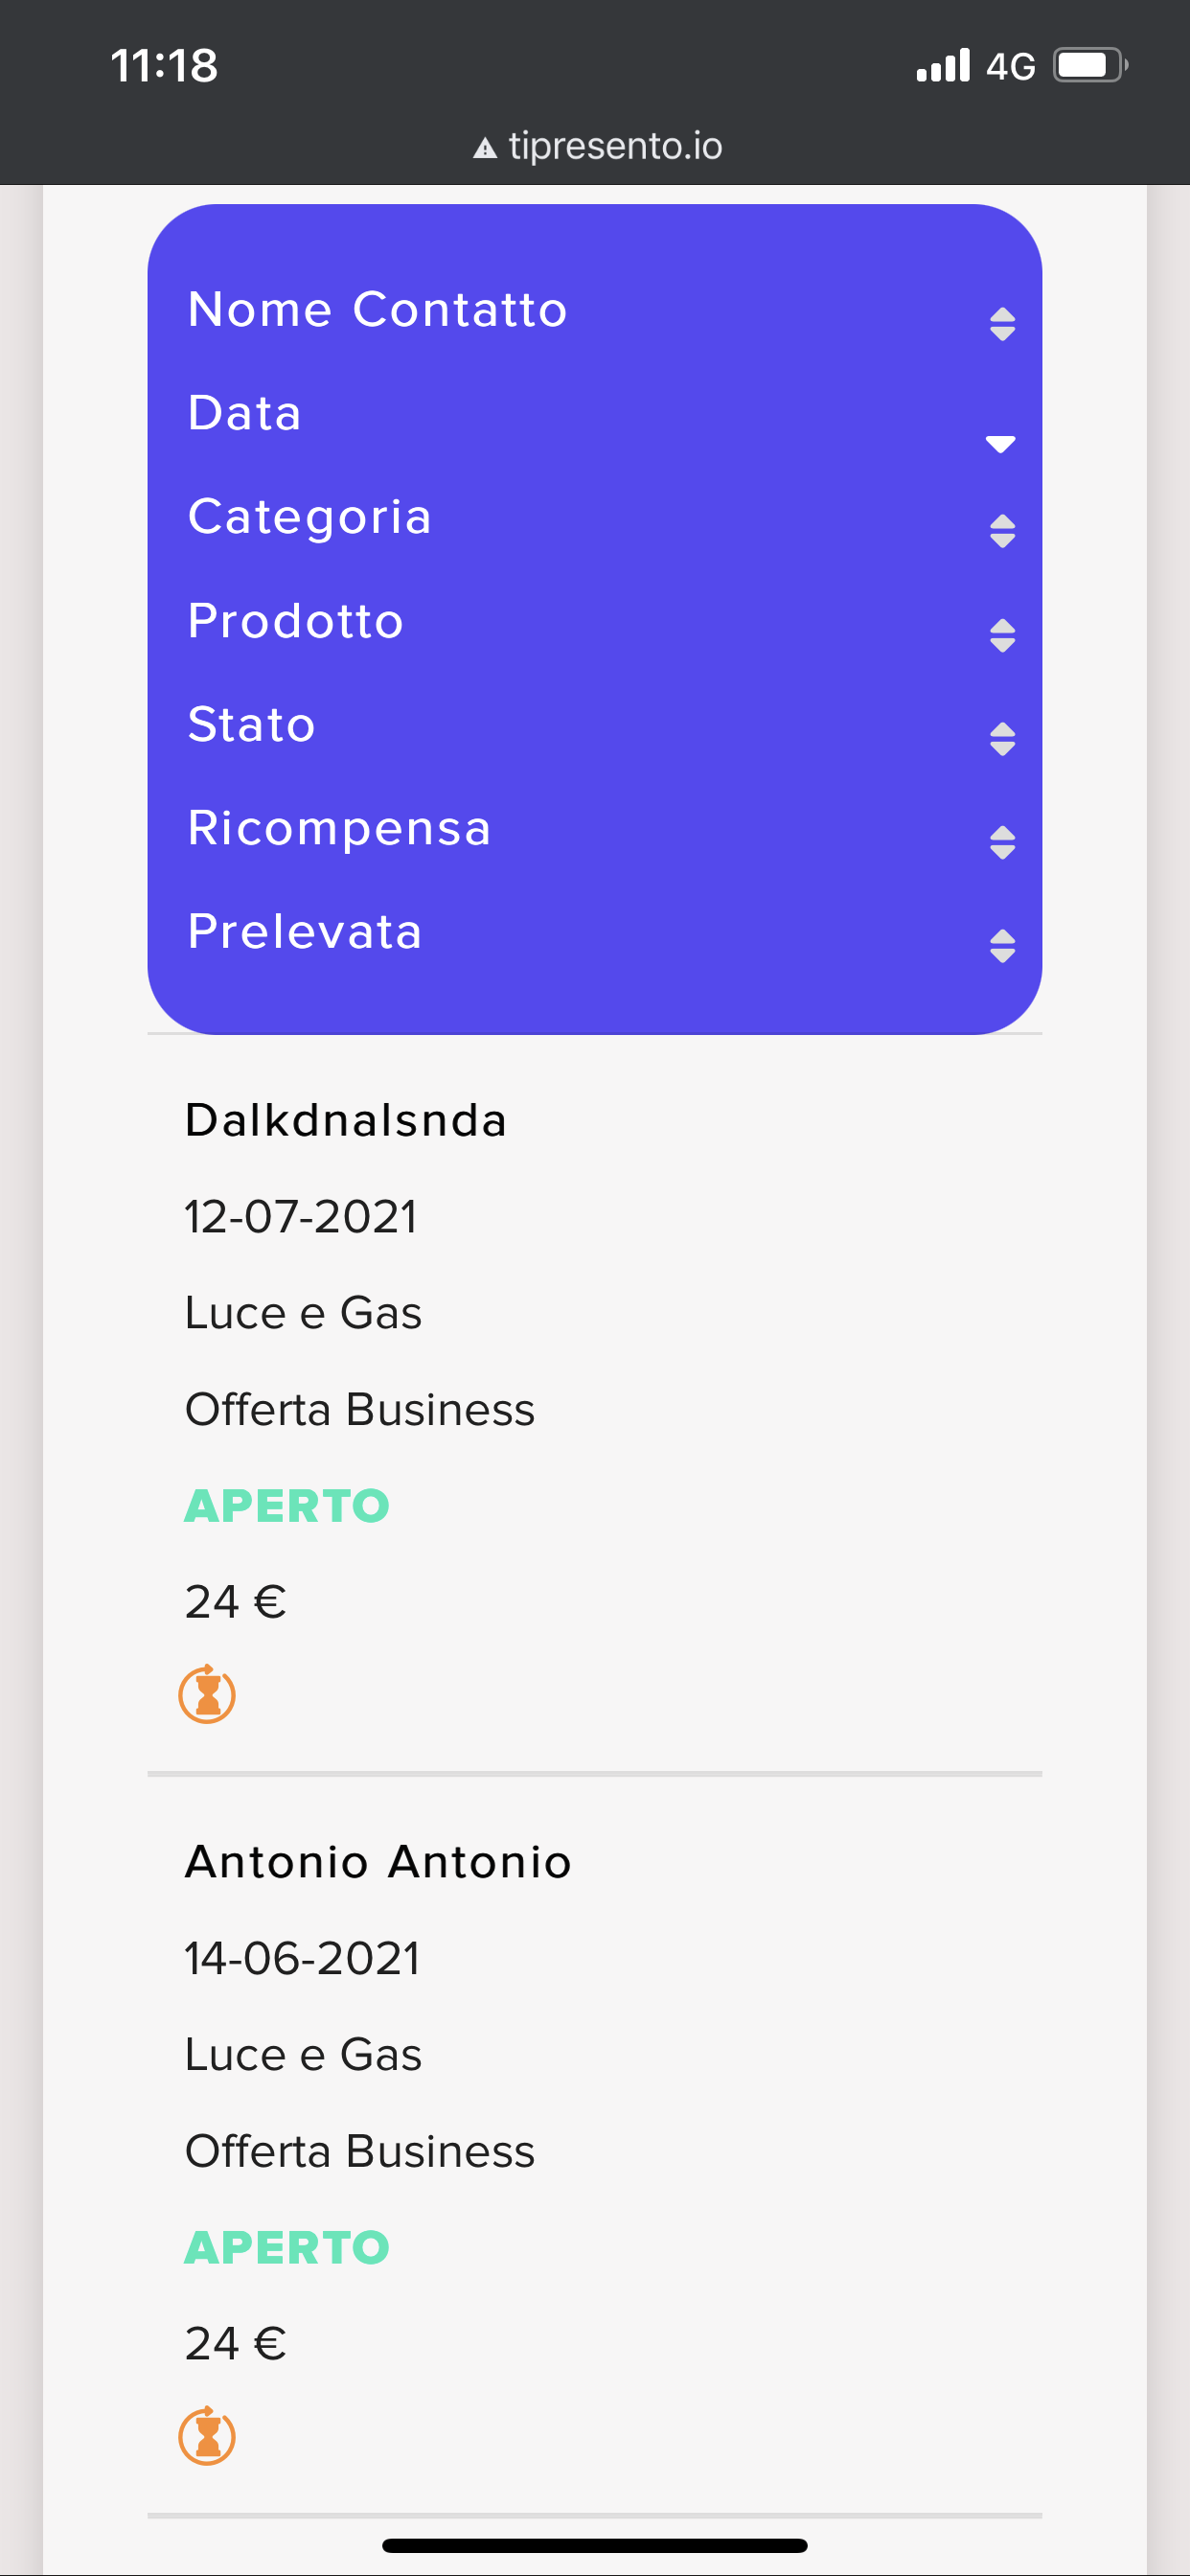 11:18
4G
tipresento.io
Nome Contatto
Data
Categoria
Prodotto
Stato
Ricompensa
Prelevata
Dalkdnalsnda
12-07-2021
Luce e Gas
Offerta Business
APERTO
24 €
Antonio Antonio
14-06-2021
Luce e Gas
Offerta Business
APERTO
24 €